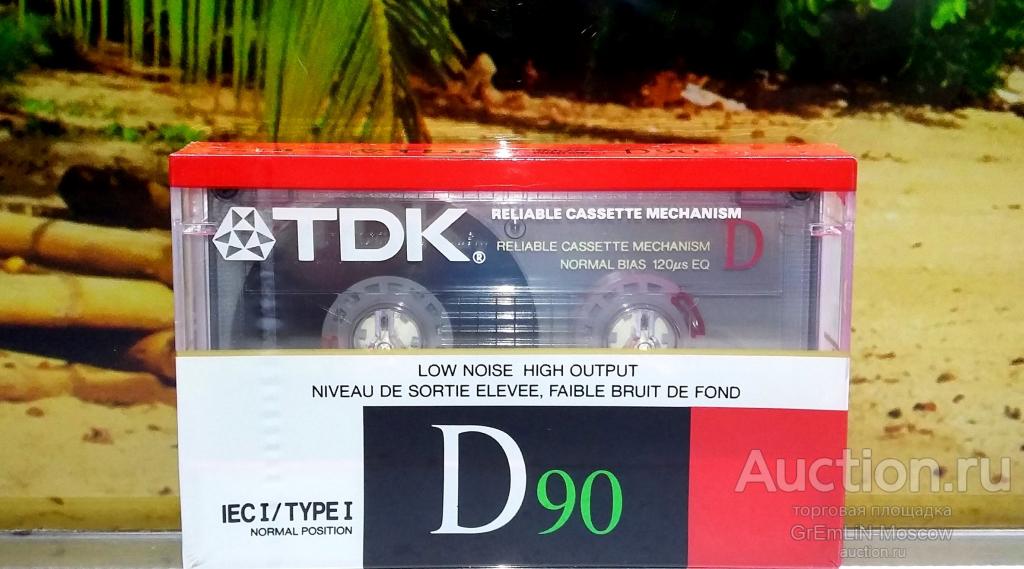 D90
TDK®
RELIABLE CASSETTE MECHANISM
RELIABLE CASSETTE MECHANISM D
NORMAL BIAS 120µs EQ
LOW NOISE HIGH OUTPUT
NIVEAU DE SORTIE ELEVEE, FAIBLE BRUIT DE FOND
D90
IEC I/TYPE I
NORMAL POSITION
Auction.ru
торговая площадка
GrEmLiN-Moscow
auction.ru